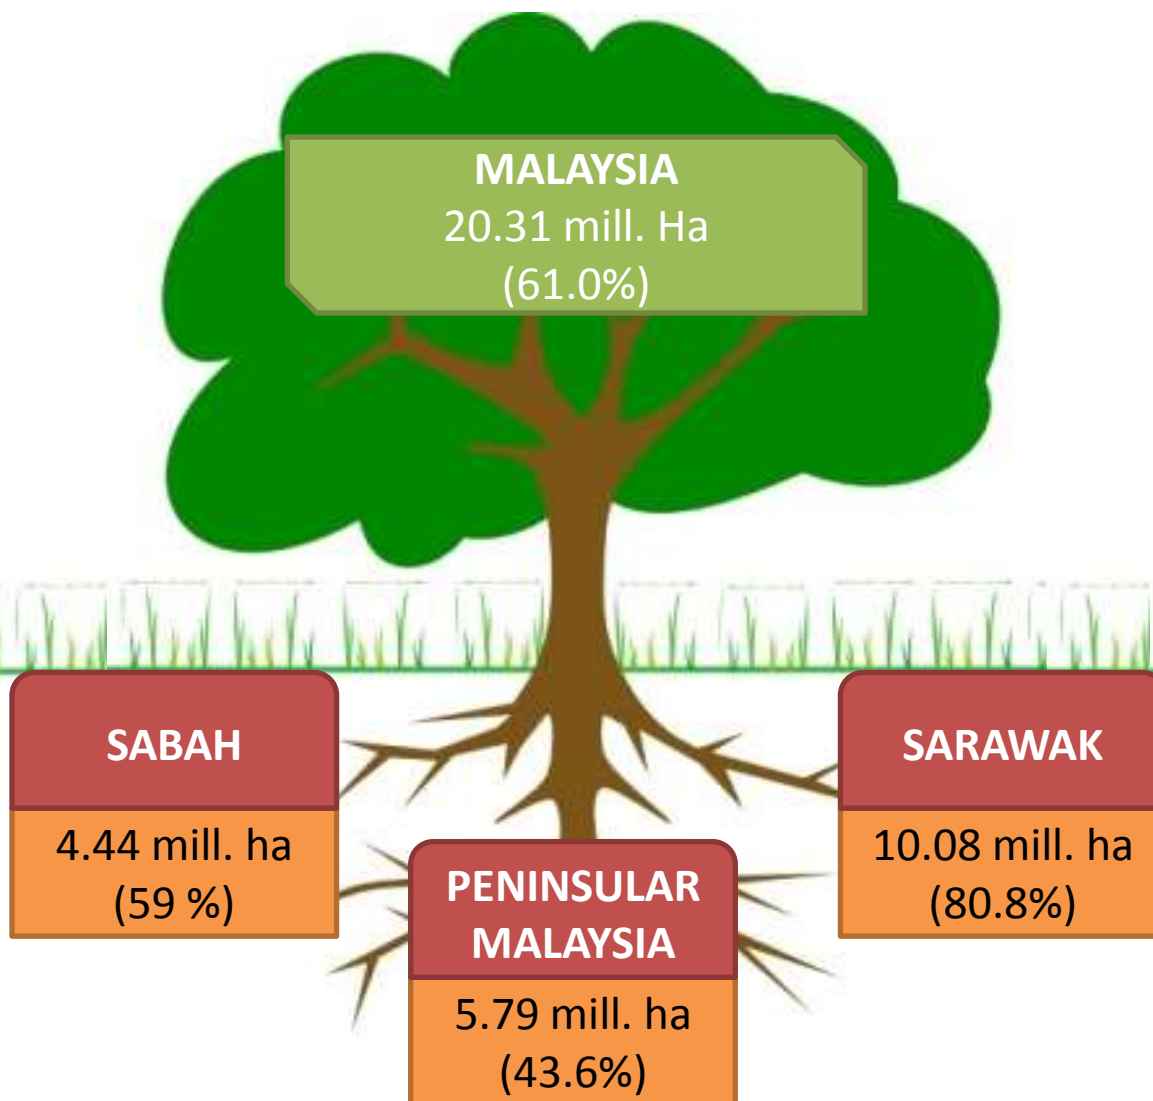 MALAYSIA
20.31 mill. Ha
(61.0%)
SABAH
4.44 mill. ha
(59 %)
PENINSULAR
MALAYSIA
5.79 mill. ha
(43.6%)
SARAWAK
10.08 mill. ha
(80.8%)